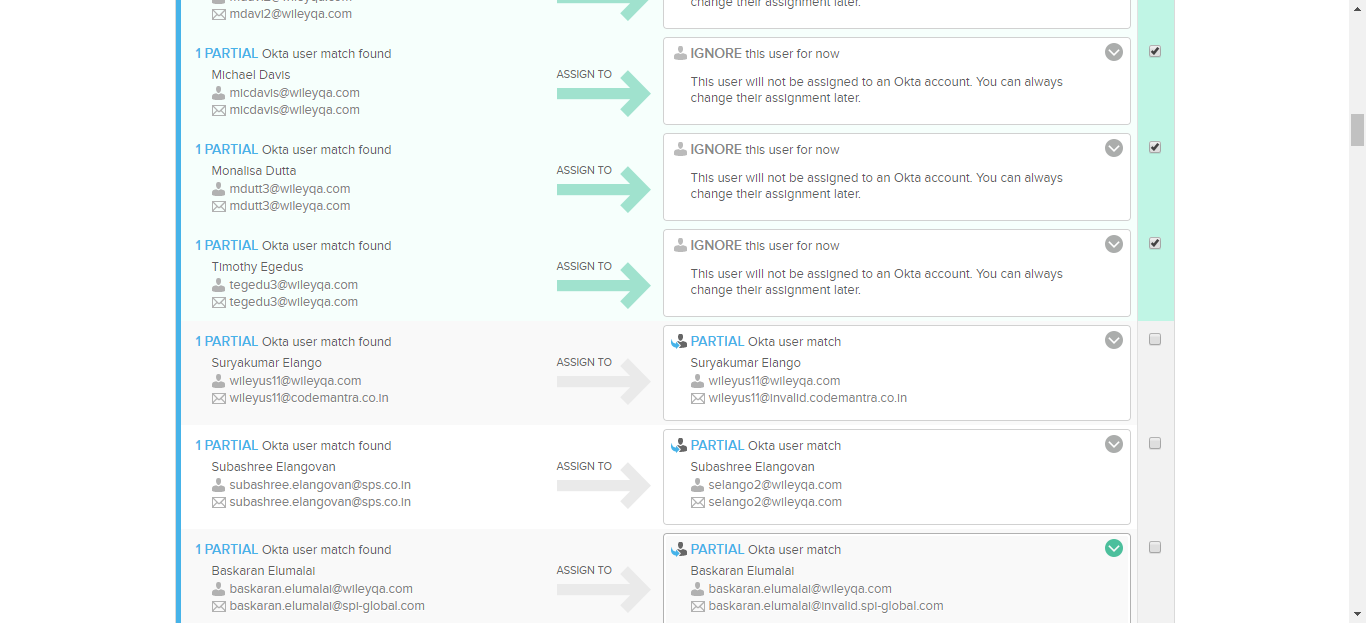 mdavi2@wileyqa.com
change their assignment later.
1 PARTIAL Okta user match found
Michael Davis
micdavis@wileyqa.com
micdavis@wileyqa.com
ASSIGN TO
IGNORE this user for now
This user will not be assigned to an Okta account. You can always
change their assignment later.
1 PARTIAL Okta user match found
Monalisa Dutta
mdutt3@wileyqa.com
mdutt3@wileyqa.com
ASSIGN TO
IGNORE this user for now
This user will not be assigned to an Okta account. You can always
change their assignment later.
1 PARTIAL Okta user match found
Timothy Egedus
tegedu3@wileyqa.com
tegedu3@wileyqa.com
ASSIGN TO
IGNORE this user for now
This user will not be assigned to an Okta account. You can always
change their assignment later.
1 PARTIAL Okta user match found
Suryakumar Elango
wileyus11@wileyqa.com
wileyus11@codemantra.co.in
ASSIGN TO
PARTIAL Okta user match
Suryakumar Elango
wileyus11@wileyqa.com
wileyus11@invalid.codemantra.co.in
1 PARTIAL Okta user match found
Subashree Elangovan
subashree.elangovan@sps.co.in
subashree.elangovan@sps.co.in
ASSIGN TO
PARTIAL Okta user match
Subashree Elangovan
selango2@wileyqa.com
selango2@wileyqa.com
1 PARTIAL Okta user match found
Baskaran Elumalai
baskaran.elumalai@wileyqa.com
baskaran.elumalai@spi-global.com
ASSIGN TO
PARTIAL Okta user match
Baskaran Elumalai
baskaran.elumalai@wileyqa.com
baskaran.elumalai@invalid.spi-global.com